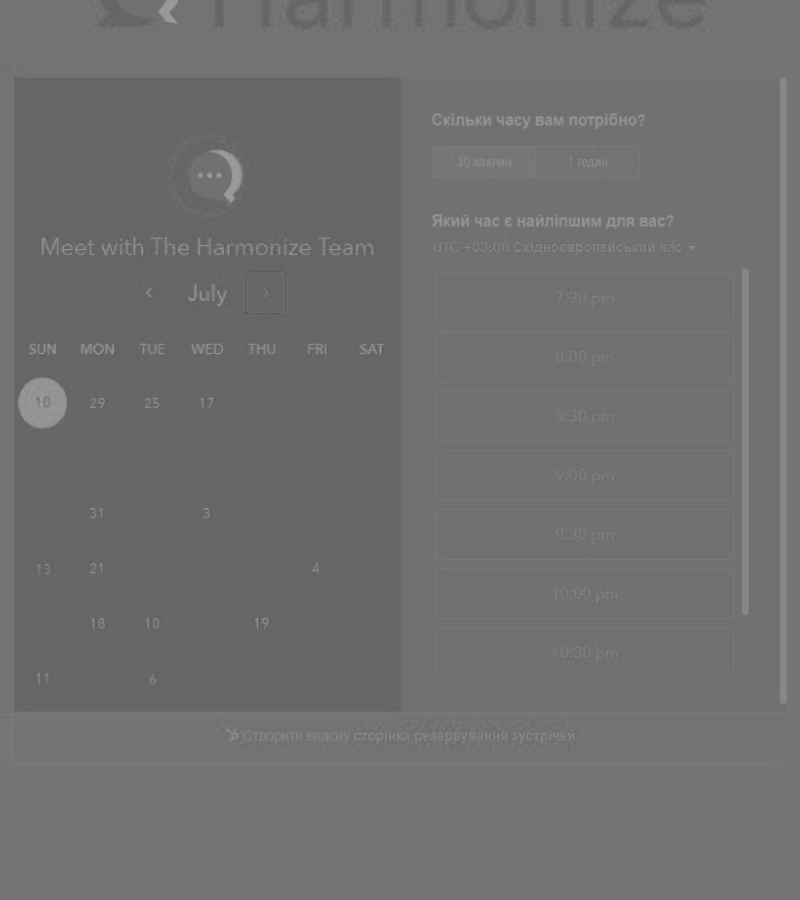 Harmonize
Meet with The Harmonize Team
July
SUN MON TUE WED THU FRI SAT
10 29 25 17
31 3
13 21 4
18 10 19
11 6
Скільки часу вам потрібно?
30 хвилин 1 годин
Який час є найліпшим для вас?
UTC +03:00 Східноєвропейський час
7:30 pm
8:00 pm
8:30 pm
9:00 pm
9:30 pm
10:00 pm
10:30 pm
Створити власну сторінка резервування зустрічей